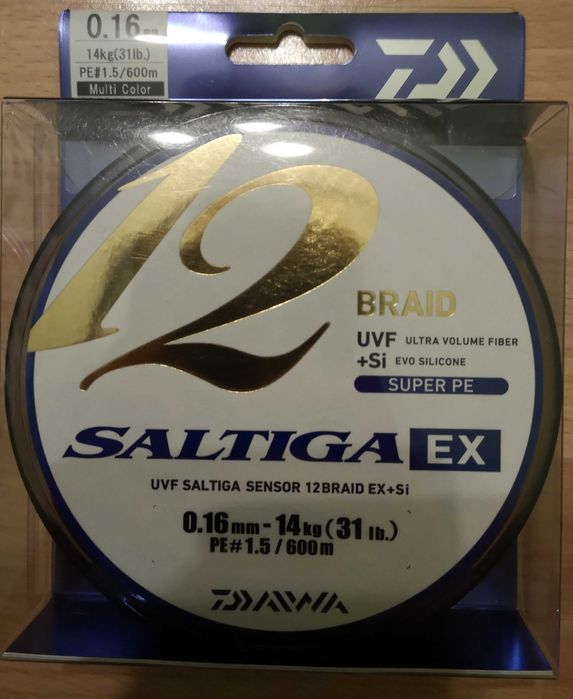 0.16mm
14kg(31lb.)
PE#1.5/600m
Multi Color
12
BRAID
UVF ULTRA VOLUME FIBER
+Si EVO SILICONE
SUPER PE
SALTIGA EX
UVF SALTIGA SENSOR 12BRAID EX+Si
0.16mm-14kg(31 lb.)
PE#1.5/600m
DAIWA